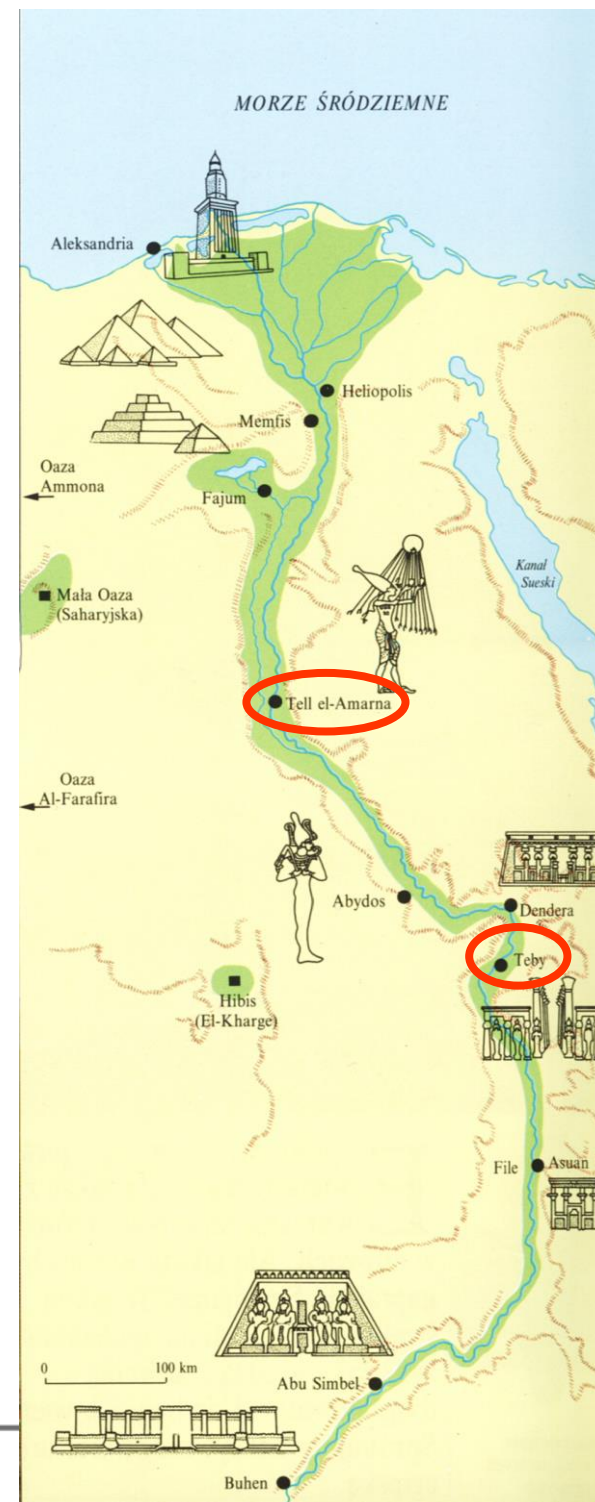 MORZE ŚRÓDZIEMNE
Aleksandria
Heliopolis
Memfis
Oaza
Ammona
Fajum
Kanał
Sueski
Mała Oaza
(Saharyjska)
Tell el-Amarna
Oaza
Al-Farafira
Abydos
Dendera
Teby
Hibis
(El-Kharge)
File
Asuan
0
100 km
Abu Simbel
Buhen